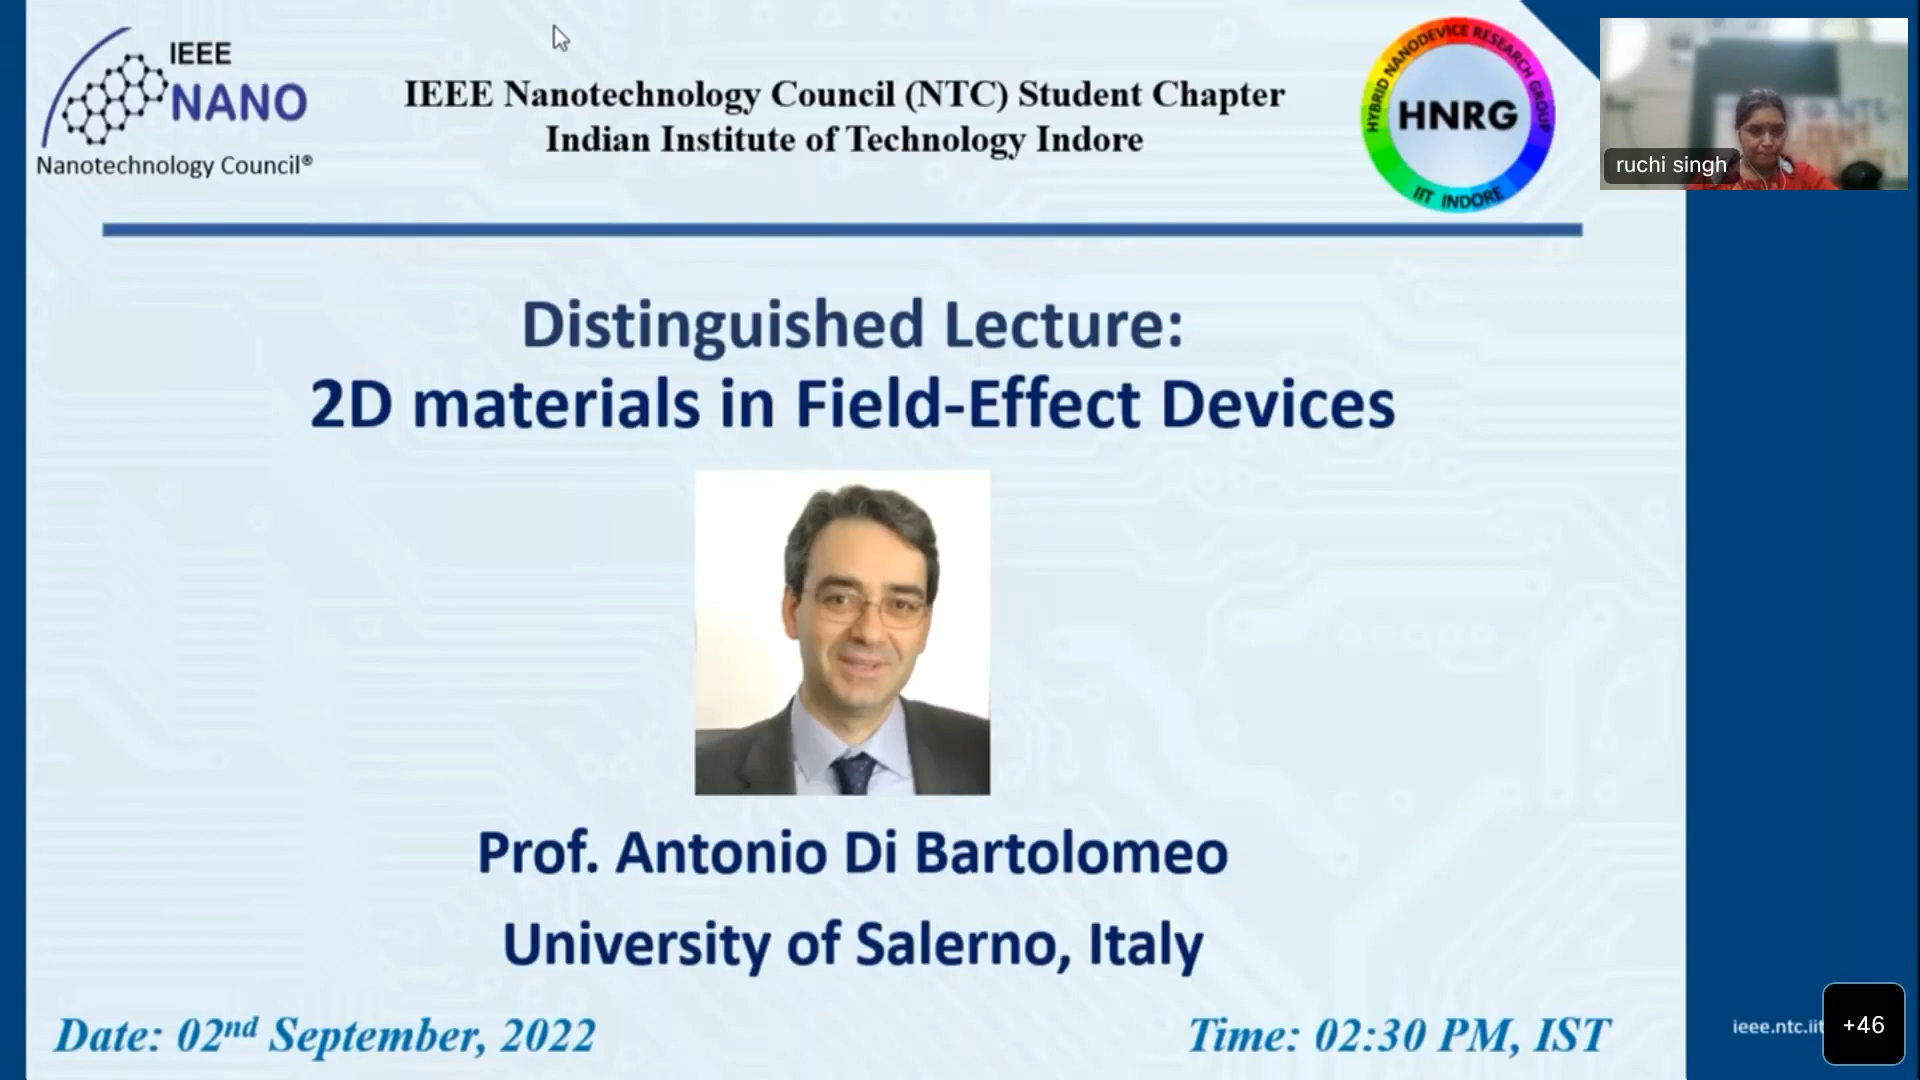 IEEE
NANO
Nanotechnology Council®
IEEE Nanotechnology Council (NTC) Student Chapter
Indian Institute of Technology Indore
HYBRID NANODEVICE RESEARCH GROUP
HNRG
IIT INDORE
ruchi singh
Distinguished Lecture:
2D materials in Field-Effect Devices
Prof. Antonio Di Bartolomeo
University of Salerno, Italy
Date: 02nd September, 2022
Time: 02:30 PM, IST
ieee.ntc.iit
+46